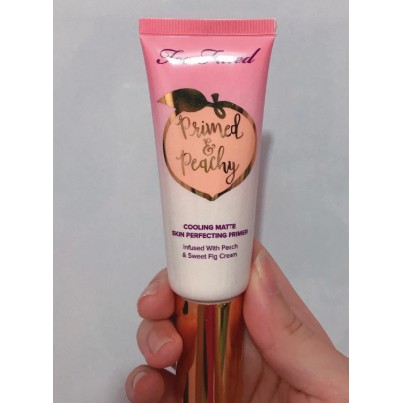 Too Faced
Primed
&
Peachy
COOLING MATTE
SKIN PERFECTING PRIMER
Infused With Peach
& Sweet Fig Cream